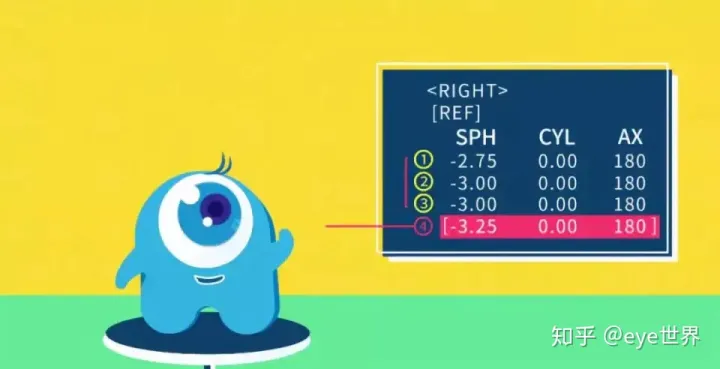 <RIGHT>
[REF]
SPH CYL AX
① -2.75 0.00 180
② -3.00 0.00 180
③ -3.00 0.00 180
④ [-3.25 0.00 180]
知乎 @eye世界